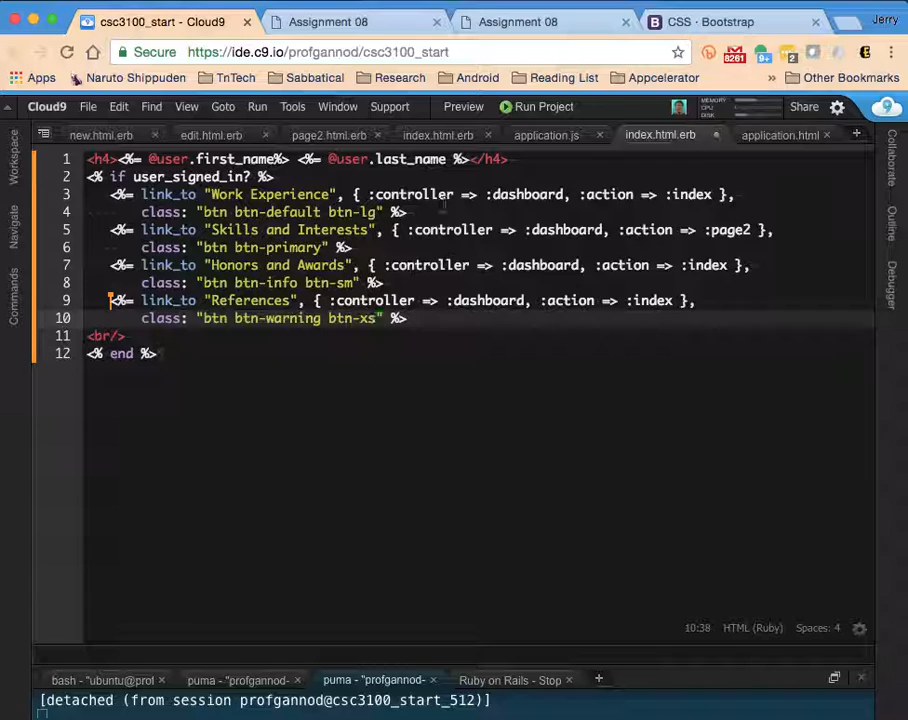 csc3100_start - Cloud9 × Assignment 08 × Assignment 08 × B CSS · Bootstrap × Jerry
Secure https://ide.c9.io/profgannod/csc3100_start 8261 9+ 2
Apps Naruto Shippuden TnTech Sabbatical Research Android Reading List Appcelerator » Other Bookmarks
Cloud9 File Edit Find View Goto Run Tools Window Support Preview Run Project MEMORY CPU DISK Share
new.html.erb × edit.html.erb × page2.html.erb × index.html.erb × application.js × index.html.erb application.html × +
Workspace
Navigate
Commands
1 <h4><%= @user.first_name%> <%= @user.last_name %></h4>
2 <% if user_signed_in? %>
3 <%= link_to "Work Experience", { :controller => :dashboard, :action => :index },
4 class: "btn btn-default btn-lg" %>
5 <%= link_to "Skills and Interests", { :controller => :dashboard, :action => :page2 },
6 class: "btn btn-primary" %>
7 <%= link_to "Honors and Awards", { :controller => :dashboard, :action => :index },
8 class: "btn btn-info btn-sm" %>
9 <%= link_to "References", { :controller => :dashboard, :action => :index },
10 class: "btn btn-warning btn-xs" %>
11 <br/>
12 <% end %>
Collaborate
Outline
Debugger
10:38 HTML (Ruby) Spaces: 4
bash - "ubuntu@prof × puma - "profgannod- × puma - "profgannod- × Ruby on Rails - Stop × +
[detached (from session profgannod@csc3100_start_512)]